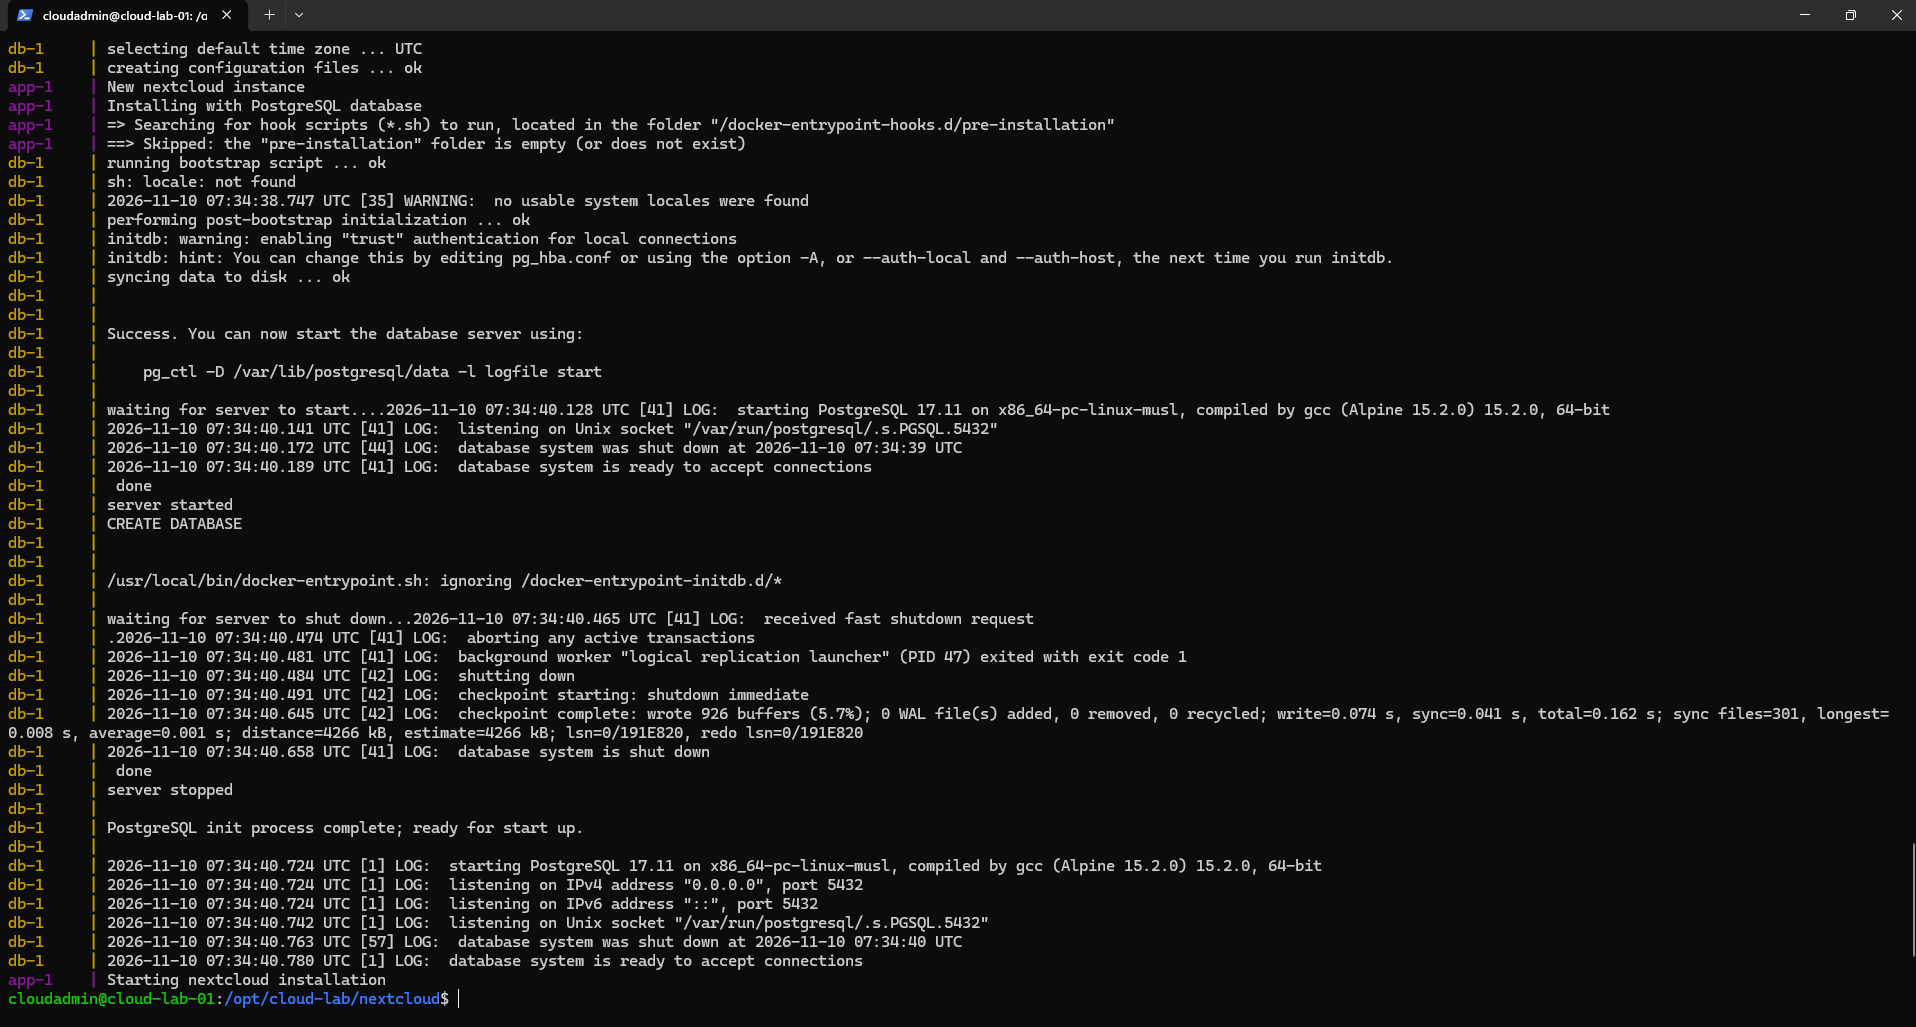 cloudadmin@cloud-lab-01: /o
db-1 | selecting default time zone ... UTC
db-1 | creating configuration files ... ok
app-1 | New nextcloud instance
app-1 | Installing with PostgreSQL database
app-1 | => Searching for hook scripts (*.sh) to run, located in the folder "/docker-entrypoint-hooks.d/pre-installation"
app-1 | ==> Skipped: the "pre-installation" folder is empty (or does not exist)
db-1 | running bootstrap script ... ok
db-1 | sh: locale: not found
db-1 | 2026-11-10 07:34:38.747 UTC [35] WARNING:  no usable system locales were found
db-1 | performing post-bootstrap initialization ... ok
db-1 | initdb: warning: enabling "trust" authentication for local connections
db-1 | initdb: hint: You can change this by editing pg_hba.conf or using the option -A, or --auth-local and --auth-host, the next time you run initdb.
db-1 | syncing data to disk ... ok
db-1 |
db-1 |
db-1 | Success. You can now start the database server using:
db-1 |
db-1 |     pg_ctl -D /var/lib/postgresql/data -l logfile start
db-1 |
db-1 | waiting for server to start....2026-11-10 07:34:40.128 UTC [41] LOG:  starting PostgreSQL 17.11 on x86_64-pc-linux-musl, compiled by gcc (Alpine 15.2.0) 15.2.0, 64-bit
db-1 | 2026-11-10 07:34:40.141 UTC [41] LOG:  listening on Unix socket "/var/run/postgresql/.s.PGSQL.5432"
db-1 | 2026-11-10 07:34:40.172 UTC [44] LOG:  database system was shut down at 2026-11-10 07:34:39 UTC
db-1 | 2026-11-10 07:34:40.189 UTC [41] LOG:  database system is ready to accept connections
db-1 |  done
db-1 | server started
db-1 | CREATE DATABASE
db-1 |
db-1 |
db-1 | /usr/local/bin/docker-entrypoint.sh: ignoring /docker-entrypoint-initdb.d/*
db-1 |
db-1 | waiting for server to shut down...2026-11-10 07:34:40.465 UTC [41] LOG:  received fast shutdown request
db-1 | .2026-11-10 07:34:40.474 UTC [41] LOG:  aborting any active transactions
db-1 | 2026-11-10 07:34:40.481 UTC [41] LOG:  background worker "logical replication launcher" (PID 47) exited with exit code 1
db-1 | 2026-11-10 07:34:40.484 UTC [42] LOG:  shutting down
db-1 | 2026-11-10 07:34:40.491 UTC [42] LOG:  checkpoint starting: shutdown immediate
db-1 | 2026-11-10 07:34:40.645 UTC [42] LOG:  checkpoint complete: wrote 926 buffers (5.7%); 0 WAL file(s) added, 0 removed, 0 recycled; write=0.074 s, sync=0.041 s, total=0.162 s; sync files=301, longest=
0.008 s, average=0.001 s; distance=4266 kB, estimate=4266 kB; lsn=0/191E820, redo lsn=0/191E820
db-1 | 2026-11-10 07:34:40.658 UTC [41] LOG:  database system is shut down
db-1 |  done
db-1 | server stopped
db-1 |
db-1 | PostgreSQL init process complete; ready for start up.
db-1 |
db-1 | 2026-11-10 07:34:40.724 UTC [1] LOG:  starting PostgreSQL 17.11 on x86_64-pc-linux-musl, compiled by gcc (Alpine 15.2.0) 15.2.0, 64-bit
db-1 | 2026-11-10 07:34:40.724 UTC [1] LOG:  listening on IPv4 address "0.0.0.0", port 5432
db-1 | 2026-11-10 07:34:40.724 UTC [1] LOG:  listening on IPv6 address "::", port 5432
db-1 | 2026-11-10 07:34:40.742 UTC [1] LOG:  listening on Unix socket "/var/run/postgresql/.s.PGSQL.5432"
db-1 | 2026-11-10 07:34:40.763 UTC [57] LOG:  database system was shut down at 2026-11-10 07:34:40 UTC
db-1 | 2026-11-10 07:34:40.780 UTC [1] LOG:  database system is ready to accept connections
app-1 | Starting nextcloud installation
cloudadmin@cloud-lab-01:/opt/cloud-lab/nextcloud$